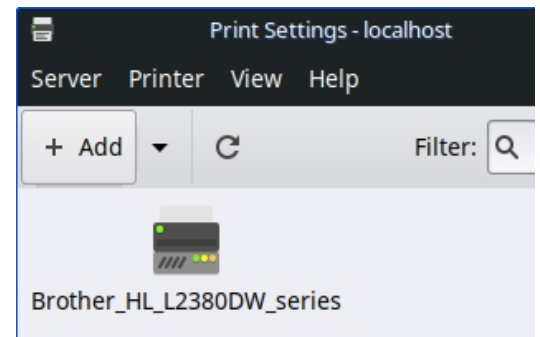 Print Settings - localhost
Server Printer View Help
+ Add Filter:
Brother_HL_L2380DW_series